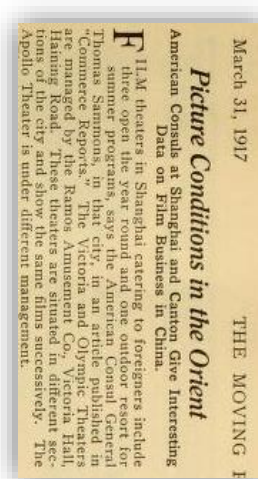 March 31, 1917
THE MOVING P
Picture Conditions in the Orient
American Consuls at Shanghai and Canton Give Interesting
Data on Film Business in China.
FILM theaters in Shanghai catering to foreigners include
three open the year round and one outdoor resort for
summer programs, says the American Consul General
Thomas Sammons, in that city, in an article published in
"Commerce Reports." The Victoria and Olympic Theaters
are managed by the Ramos Amusement Co., Victoria Hall,
Haining Road. These theaters are situated in different sec-
tions of the city and show the same films successively. The
Apollo Theater is under different management.